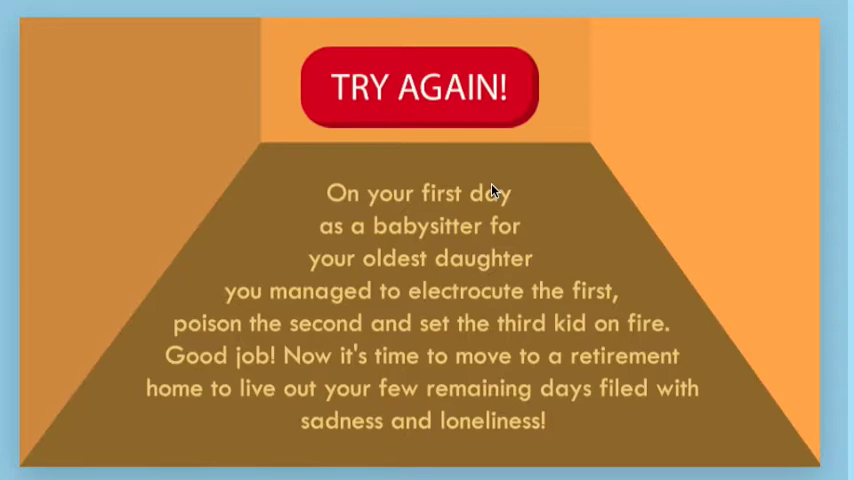 TRY AGAIN!
On your first day
as a babysitter for
your oldest daughter
you managed to electrocute the first,
poison the second and set the third kid on fire.
Good job! Now it's time to move to a retirement
home to live out your few remaining days filed with
sadness and loneliness!